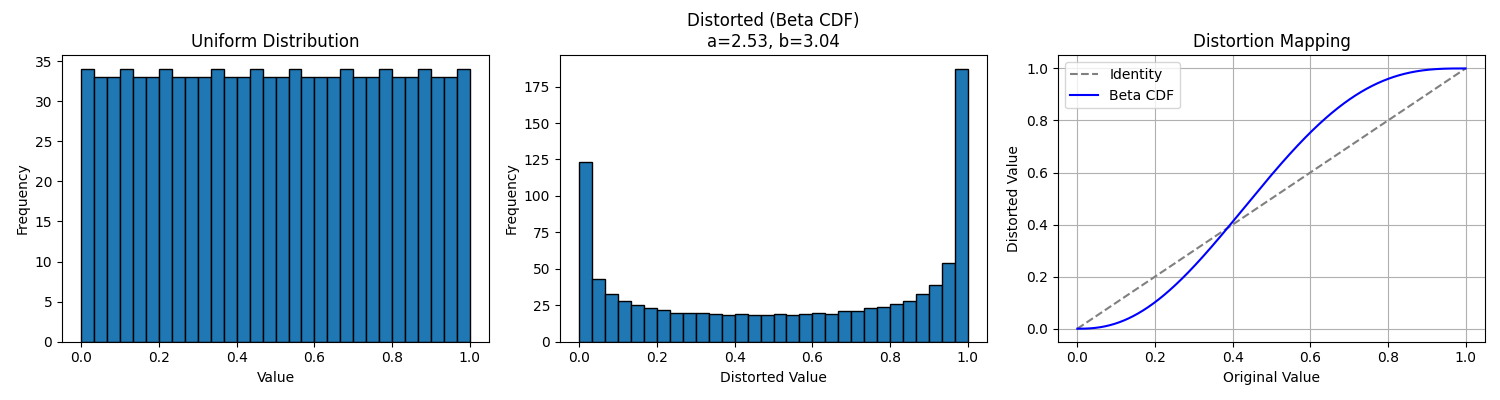 Uniform Distribution
35
30
25
20
15
10
5
0
Frequency
0.0 0.2 0.4 0.6 0.8 1.0
Value
Distorted (Beta CDF)
a=2.53, b=3.04
175
150
125
100
75
50
25
0
Frequency
0.0 0.2 0.4 0.6 0.8 1.0
Distorted Value
Distortion Mapping
Identity
Beta CDF
1.0
0.8
0.6
0.4
0.2
0.0
Distorted Value
0.0 0.2 0.4 0.6 0.8 1.0
Original Value